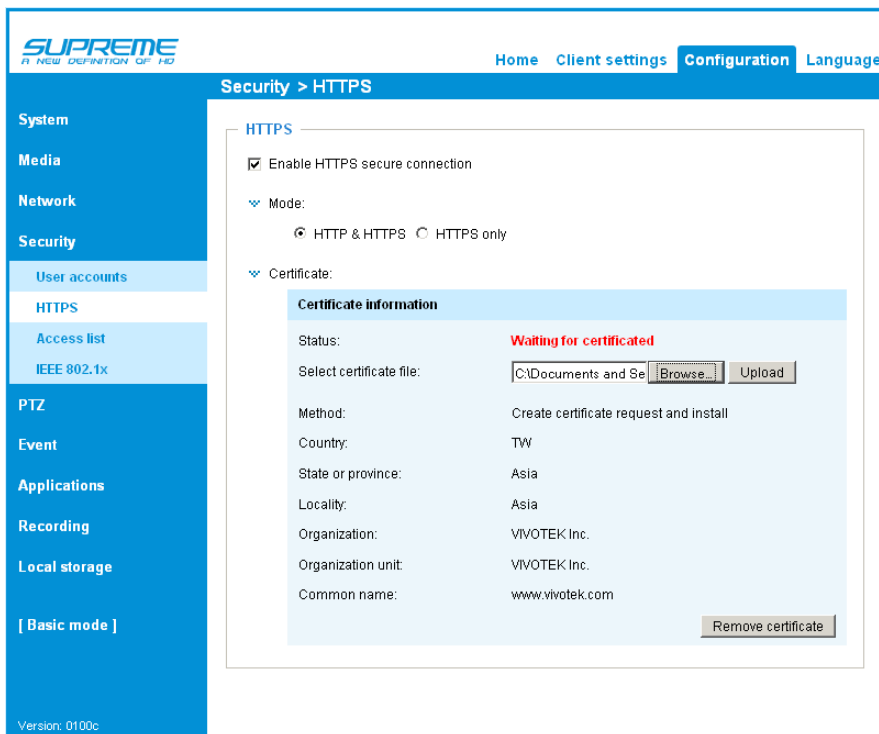 SUPREME
A NEW DEFINITION OF HD
Home Client settings Configuration Language
Security > HTTPS
System
Media
Network
Security
User accounts
HTTPS
Access list
IEEE 802.1x
PTZ
Event
Applications
Recording
Local storage
[ Basic mode ]
Version: 0100c
HTTPS
Enable HTTPS secure connection
Mode:
HTTP & HTTPS HTTPS only
Certificate:
Certificate information
Status: Waiting for certificated
Select certificate file: C:\Documents and Se Browse... Upload
Method: Create certificate request and install
Country: TW
State or province: Asia
Locality: Asia
Organization: VIVOTEK Inc.
Organization unit: VIVOTEK Inc.
Common name: www.vivotek.com
Remove certificate